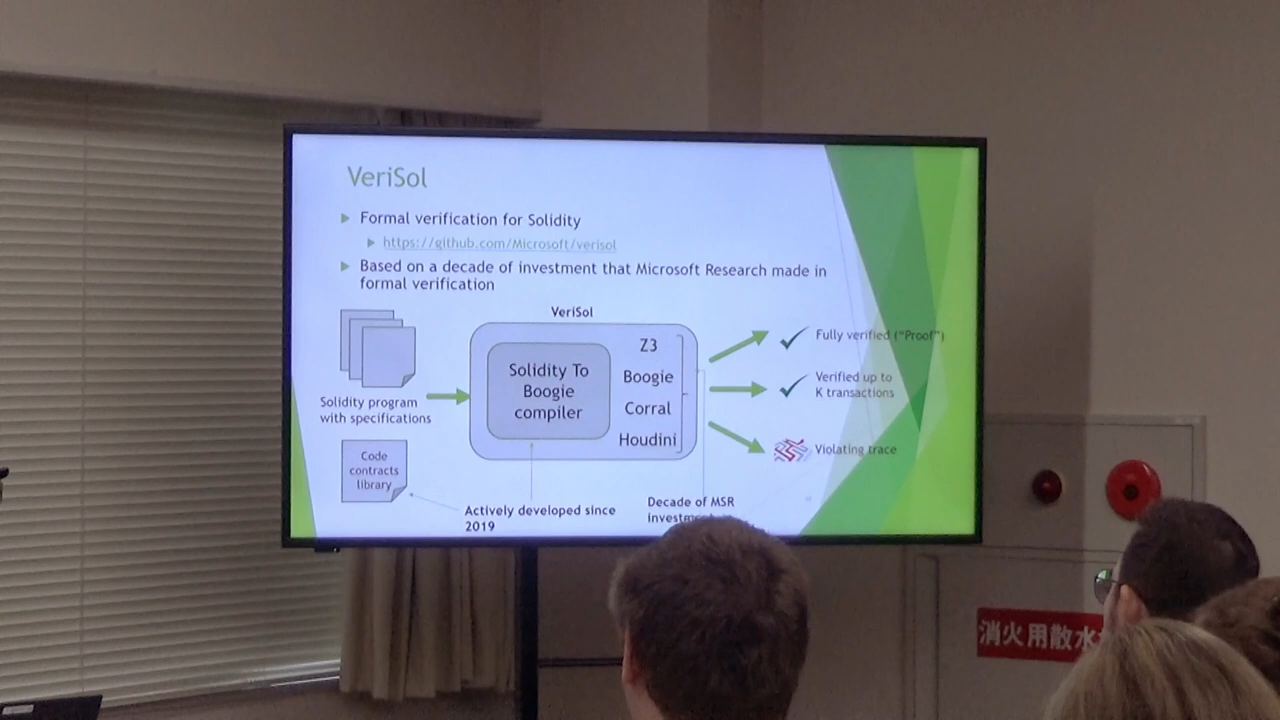 VeriSol
Formal verification for Solidity
https://github.com/Microsoft/verisol
Based on a decade of investment that Microsoft Research made in
formal verification
VeriSol
Solidity program
with specifications
Code
contracts
library
Solidity To
Boogie
compiler
Z3
Boogie
Corral
Houdini
Fully verified ("Proof")
Verified up to
K transactions
Violating trace
Actively developed since
2019
Decade of MSR
消火用散水